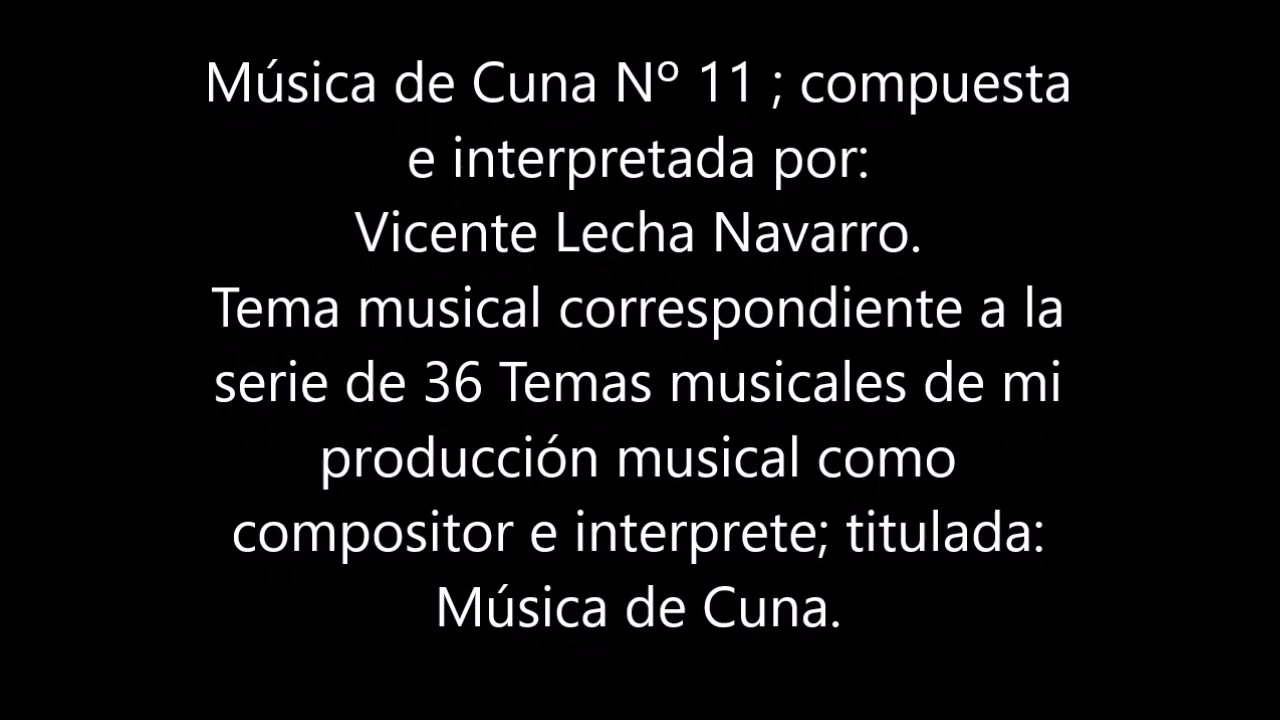 Música de Cuna Nº 11 ; compuesta
e interpretada por:
Vicente Lecha Navarro.
Tema musical correspondiente a la
serie de 36 Temas musicales de mi
producción musical como
compositor e interprete; titulada:
Música de Cuna.